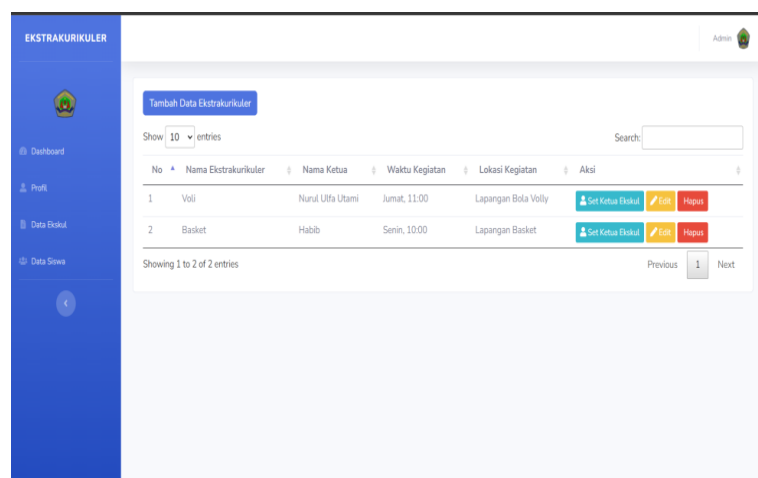 EKSTRAKURIKULER
Admin
Tambah Data Ekstrakurikuler
Show 10 entries
Search:
Dashboard
Profil
Data Ekskul
Data Siswa
No Nama Ekstrakurikuler Nama Ketua Waktu Kegiatan Lokasi Kegiatan Aksi
1 Voli Nurul Ulfa Utami Jumat, 11:00 Lapangan Bola Volly Set Ketua Ekskul Edit Hapus
2 Basket Habib Senin, 10:00 Lapangan Basket Set Ketua Ekskul Edit Hapus
Showing 1 to 2 of 2 entries
Previous 1 Next